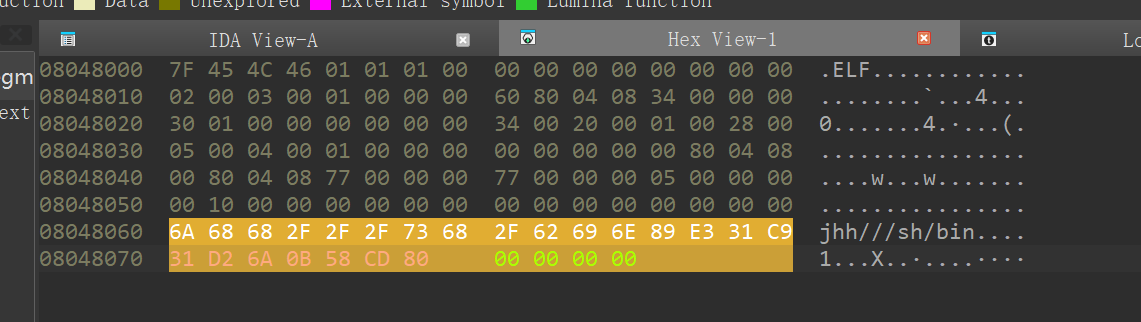 uction Data Unexplored External symbol Lumina function
IDA View-A Hex View-1 Lo
egm
ext
08048000 7F 45 4C 46 01 01 01 00 00 00 00 00 00 00 00 00 .ELF............
08048010 02 00 03 00 01 00 00 00 60 80 04 08 34 00 00 00 ........`...4...
08048020 30 01 00 00 00 00 00 00 34 00 20 00 01 00 28 00 0.......4.·...(.
08048030 05 00 04 00 01 00 00 00 00 00 00 00 00 80 04 08 ................
08048040 00 80 04 08 77 00 00 00 77 00 00 00 05 00 00 00 ....w...w.......
08048050 00 10 00 00 00 00 00 00 00 00 00 00 00 00 00 00 ................
08048060 6A 68 68 2F 2F 2F 73 68 2F 62 69 6E 89 E3 31 C9 jhh///sh/bin....
08048070 31 D2 6A 0B 58 CD 80 00 00 00 00 1...X..·....····